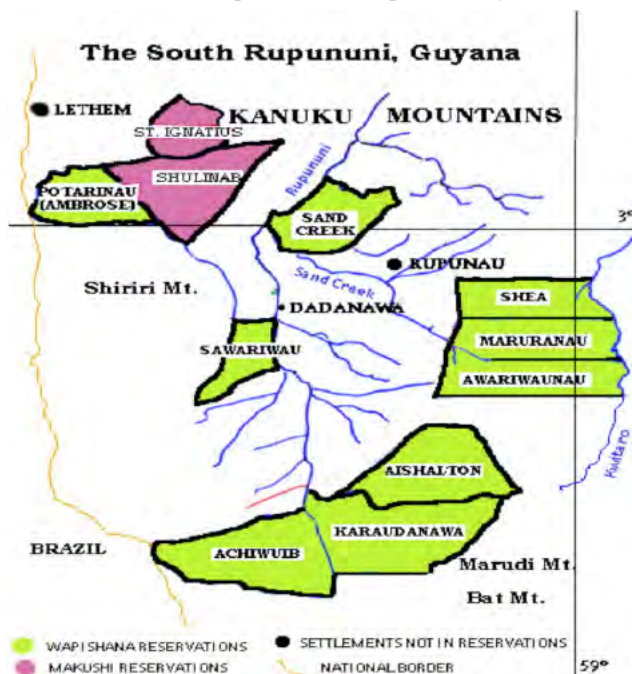 The South Rupununi, Guyana
LETHEM
KANUKU MOUNTAINS
ST. IGNATIUS
SHULINAB
POTARINAU
(AMBROSE)
Rupununi
SAND
CREEK
3°
RUPUNAU
Sand Creek
Shiriri Mt.
DADANAWA
SHEA
MARURANAU
AWARIWAUNAU
SAWARIWAU
Kwitaro
AISHALTON
KARAUDANAWA
ACHIWUIB
BRAZIL
Marudi Mt.
Bat Mt.
WAPISHANA RESERVATIONS
SETTLEMENTS NOT IN RESERVATIONS
MAKUSHI RESERVATIONS
NATIONAL BORDER
59°